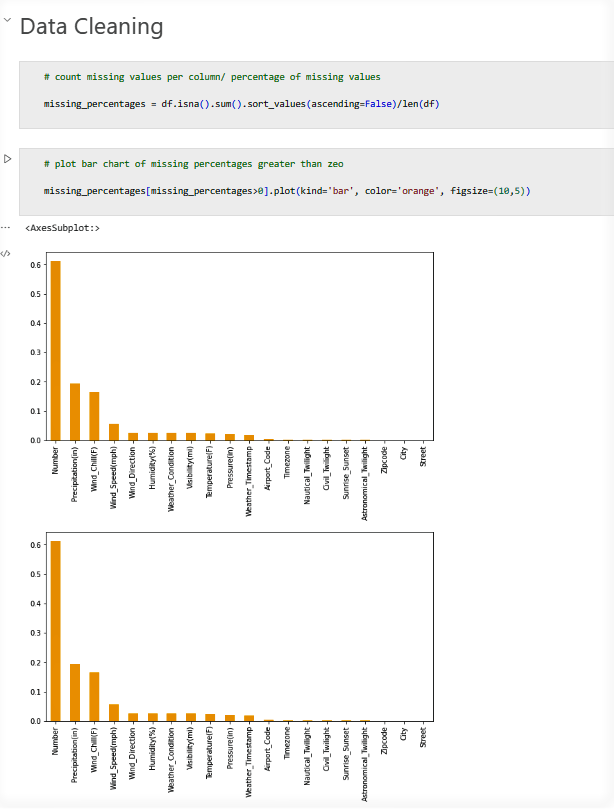 Data Cleaning
# count missing values per column/ percentage of missing values
missing_percentages = df.isna().sum().sort_values(ascending=False)/len(df)
# plot bar chart of missing percentages greater than zeo
missing_percentages[missing_percentages>0].plot(kind='bar', color='orange', figsize=(10,5))
<AxesSubplot:>
0.6
0.5
0.4
0.3
0.2
0.1
0.0
Number
Precipitation(in)
Wind_Chill(F)
Wind_Speed(mph)
Wind_Direction
Humidity(%)
Weather_Condition
Visibility(mi)
Temperature(F)
Pressure(in)
Weather_Timestamp
Airport_Code
Timezone
Nautical_Twilight
Civil_Twilight
Sunrise_Sunset
Astronomical_Twilight
Zipcode
City
Street
0.6
0.5
0.4
0.3
0.2
0.1
0.0
Number
Precipitation(in)
Wind_Chill(F)
Wind_Speed(mph)
Wind_Direction
Humidity(%)
Weather_Condition
Visibility(mi)
Temperature(F)
Pressure(in)
Weather_Timestamp
Airport_Code
Timezone
Nautical_Twilight
Civil_Twilight
Sunrise_Sunset
Astronomical_Twilight
Zipcode
City
Street